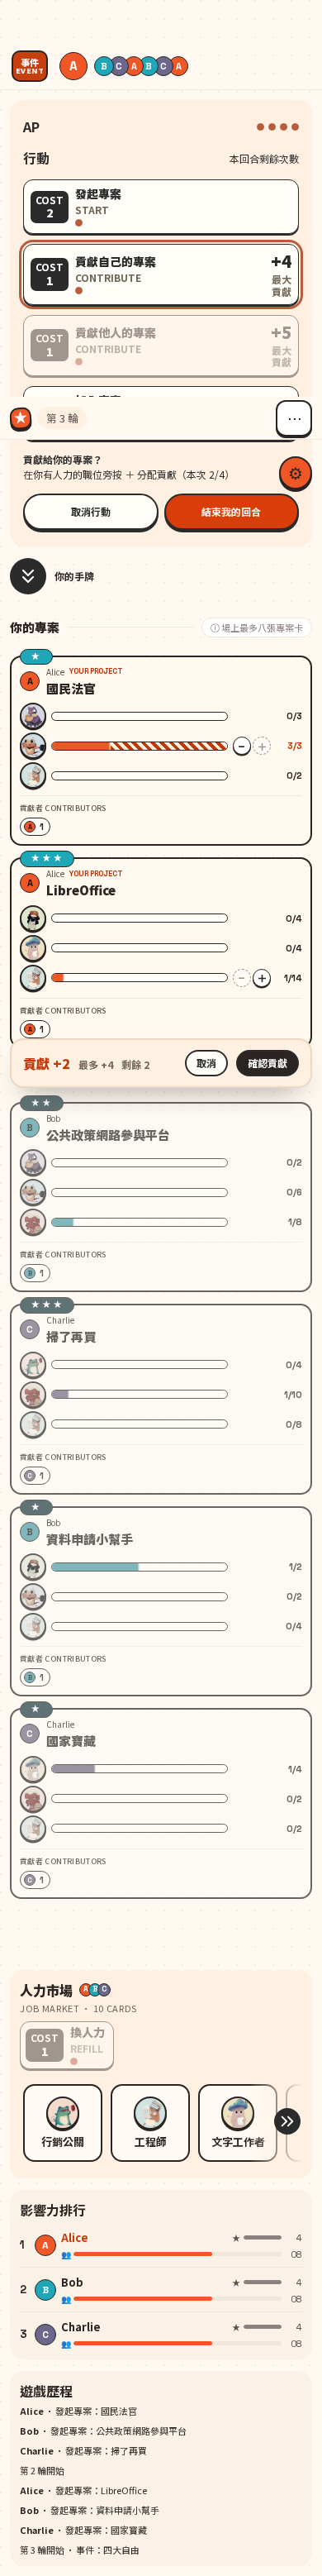 事件
EVENT
A
B C A B C A
AP
行動
本回合剩餘次數
COST
2
發起專案
START
COST
1
貢獻自己的專案
CONTRIBUTE
+4
最大
貢獻
COST
1
貢獻他人的專案
CONTRIBUTE
+5
最大
貢獻
第 3 輪
貢獻給你的專案？
在你有人力的職位旁按 ＋ 分配貢獻（本次 2/4）
取消行動
結束我的回合
你的手牌
你的專案
場上最多八張專案卡
A
Alice YOUR PROJECT
國民法官
0/3
3/3
0/2
貢獻者 CONTRIBUTORS
A 1
A
Alice YOUR PROJECT
LibreOffice
0/4
0/4
1/14
貢獻者 CONTRIBUTORS
A 1
貢獻 +2 最多 +4 剩餘 2
取消
確認貢獻
B
Bob
公共政策網路參與平台
0/2
0/6
1/8
貢獻者 CONTRIBUTORS
B 1
C
Charlie
掃了再買
0/4
1/10
0/8
貢獻者 CONTRIBUTORS
C 1
B
Bob
資料申請小幫手
1/2
0/2
0/4
貢獻者 CONTRIBUTORS
B 1
C
Charlie
國家寶藏
1/4
0/2
0/2
貢獻者 CONTRIBUTORS
C 1
人力市場
A B C
JOB MARKET · 10 CARDS
COST
1
換人力
REFILL
行銷公關
工程師
文字工作者
影響力排行
1 A Alice ★ 4
08
2 B Bob ★ 4
08
3 C Charlie ★ 4
08
遊戲歷程
Alice · 發起專案：國民法官
Bob · 發起專案：公共政策網路參與平台
Charlie · 發起專案：掃了再買
第 2 輪開始
Alice · 發起專案：LibreOffice
Bob · 發起專案：資料申請小幫手
Charlie · 發起專案：國家寶藏
第 3 輪開始 · 事件：四大自由